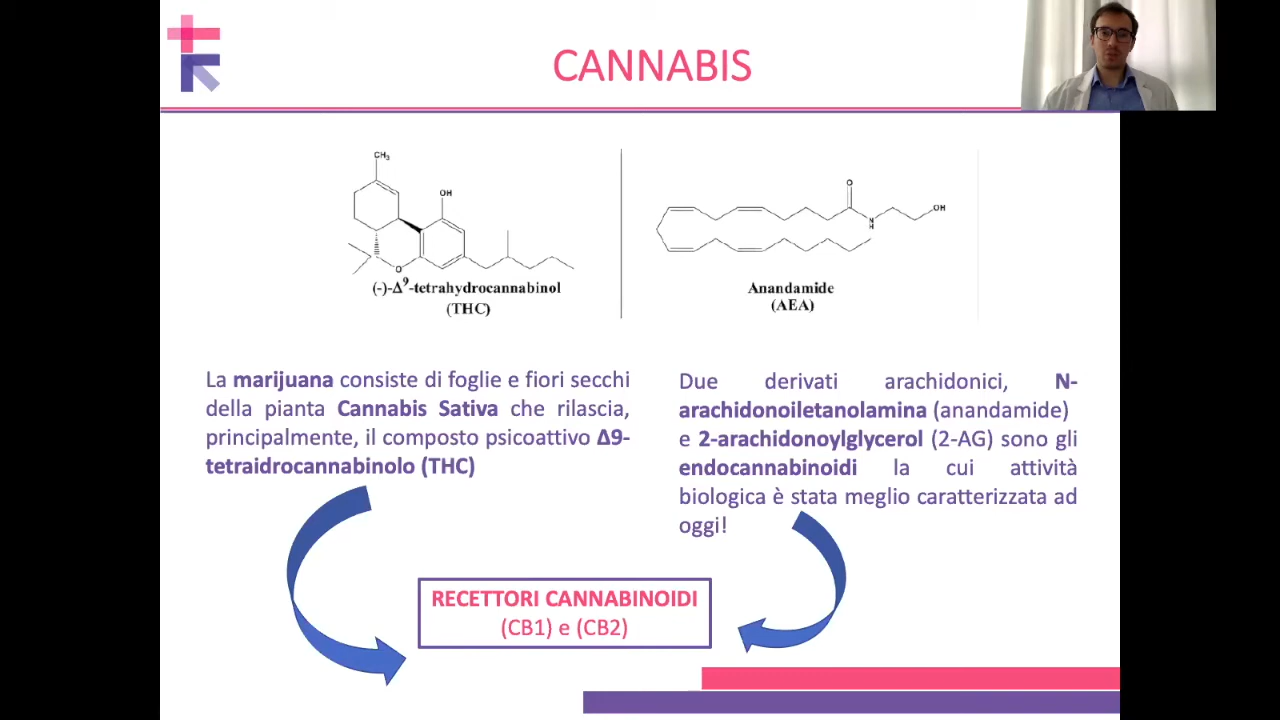 CANNABIS
CH3
OH
O
(-)-Δ9-tetrahydrocannabinol
(THC)
O
N
H
OH
Anandamide
(AEA)
La marijuana consiste di foglie e fiori secchi
della pianta Cannabis Sativa che rilascia,
principalmente, il composto psicoattivo Δ9-
tetraidrocannabinolo (THC)
Due derivati arachidonici, N-
arachidonoiletanolamina (anandamide)
e 2-arachidonoylglycerol (2-AG) sono gli
endocannabinoidi la cui attività
biologica è stata meglio caratterizzata ad
oggi!
RECETTORI CANNABINOIDI
(CB1) e (CB2)